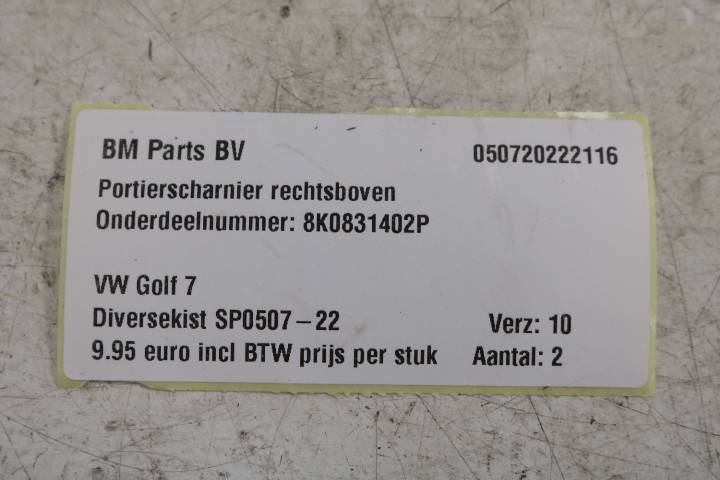 BM Parts BV 050720222116
Portierscharnier rechtsboven
Onderdeelnummer: 8K0831402P
VW Golf 7
Diversekist SP0507-22 Verz: 10
9.95 euro incl BTW prijs per stuk Aantal: 2